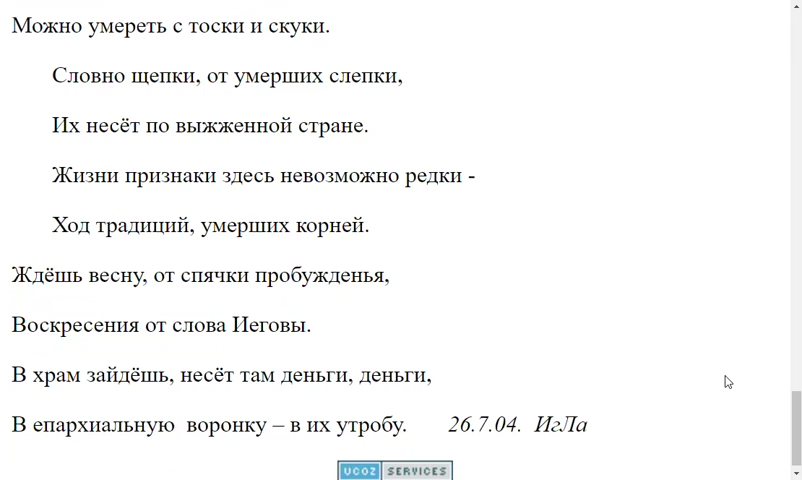 Можно умереть с тоски и скуки.
Словно щепки, от умерших слепки,
Их несёт по выжженной стране.
Жизни признаки здесь невозможно редки -
Ход традиций, умерших корней.
Ждёшь весну, от спячки пробужденья,
Воскресения от слова Иеговы.
В храм зайдёшь, несёт там деньги, деньги,
В епархиальную  воронку – в их утробу. 26.7.04. ИгЛа
UCOZ SERVICES